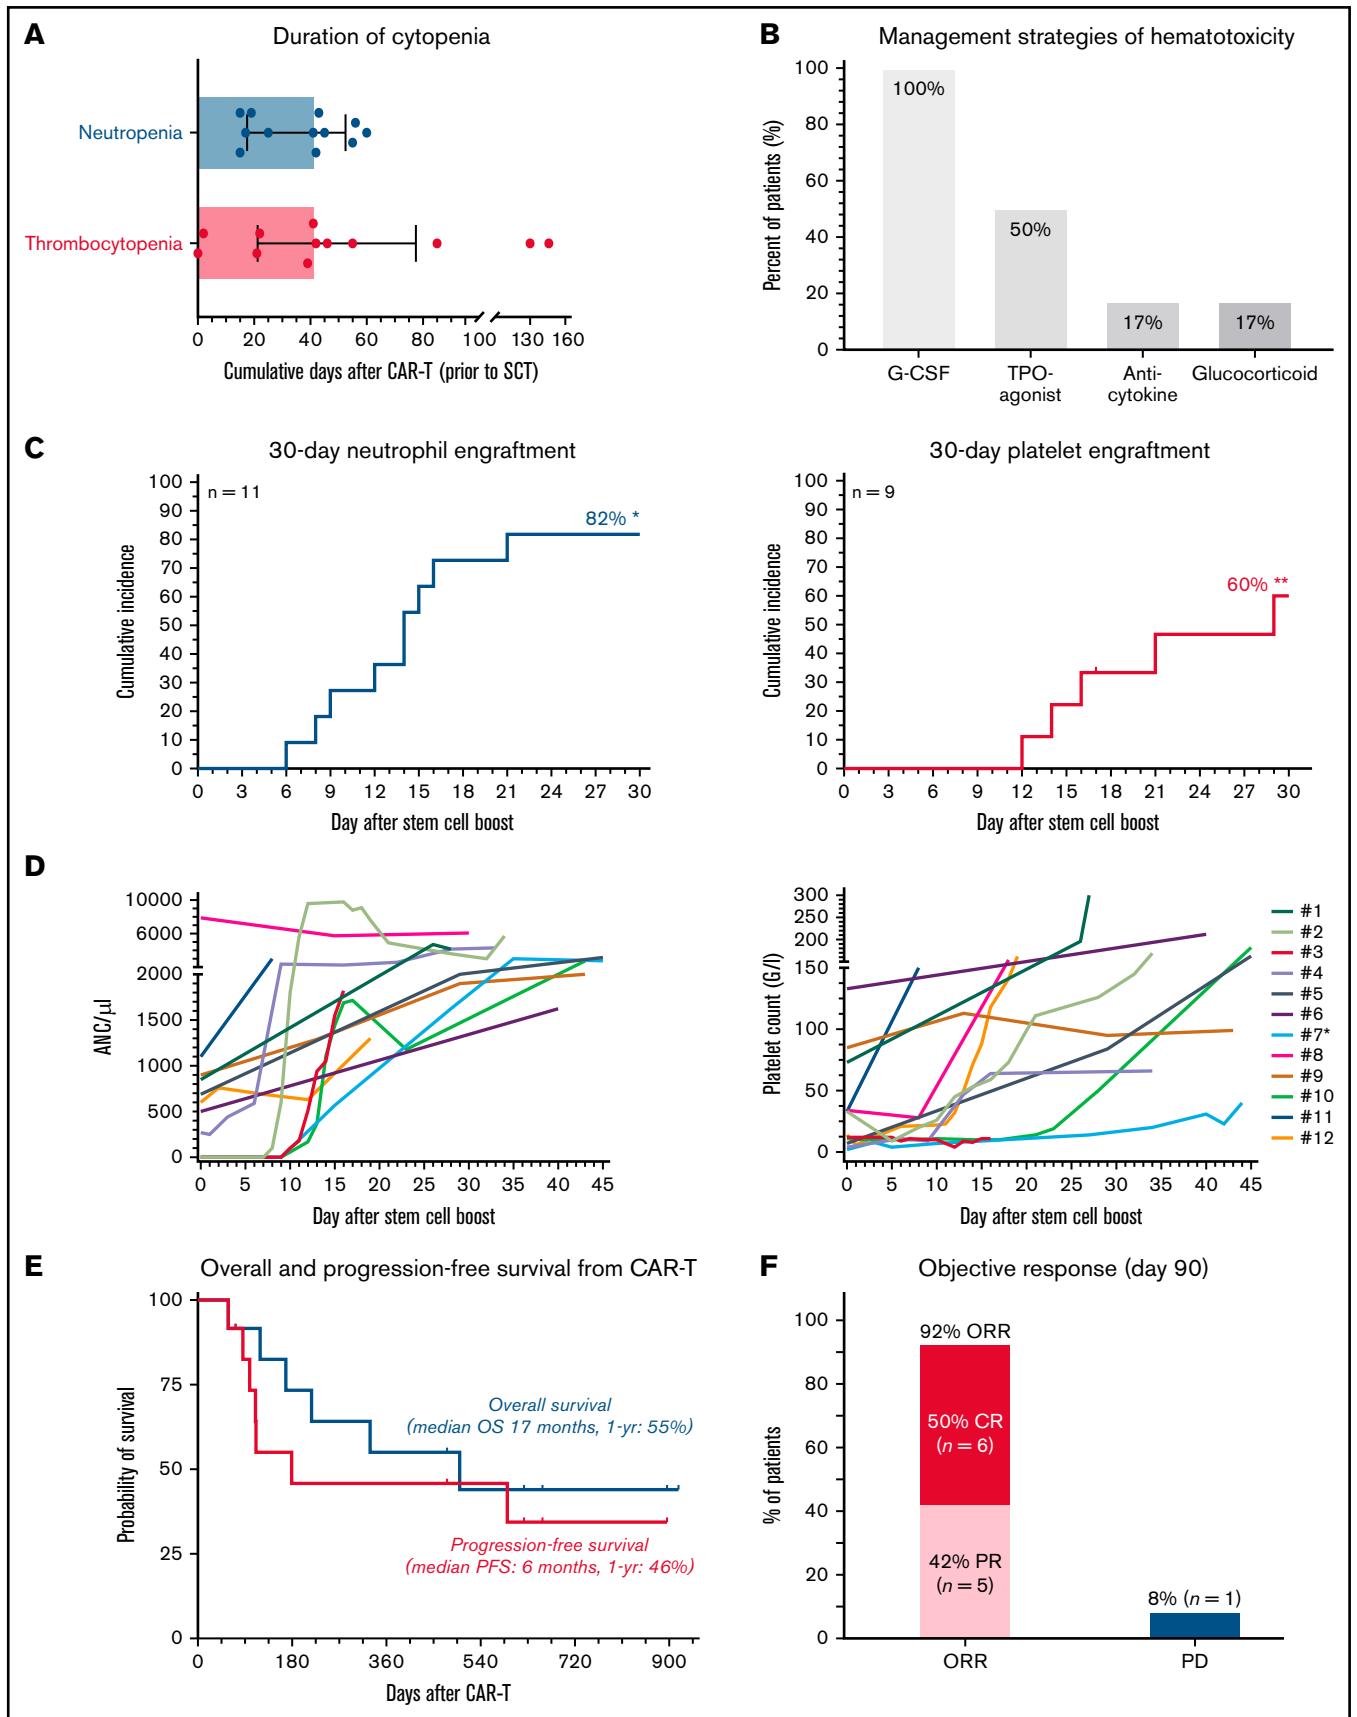 A
Duration of cytopenia
Neutropenia
Thrombocytopenia
0 20 40 60 80 100 130 160
Cumulative days after CAR-T (prior to SCT)
B
Management strategies of hematotoxicity
Percent of patients (%)
100
80
60
40
20
0
100%
50%
17%
17%
G-CSF
TPO-
agonist
Anti-
cytokine
Glucocorticoid
C
30-day neutrophil engraftment
n = 11
82% *
Cumulative incidence
100
90
80
70
60
50
40
30
20
10
0
0 3 6 9 12 15 18 21 24 27 30
Day after stem cell boost
30-day platelet engraftment
n = 9
60% **
Cumulative incidence
100
90
80
70
60
50
40
30
20
10
0
0 3 6 9 12 15 18 21 24 27 30
Day after stem cell boost
D
ANC/µl
10000
6000
2000
1500
1000
500
0
0 5 10 15 20 25 30 35 40 45
Day after stem cell boost
Platelet count (G/l)
300
250
200
150
100
50
0
0 5 10 15 20 25 30 35 40 45
Day after stem cell boost
#1
#2
#3
#4
#5
#6
#7*
#8
#9
#10
#11
#12
E
Overall and progression-free survival from CAR-T
Probability of survival
100
75
50
25
0
Overall survival
(median OS 17 months, 1-yr: 55%)
Progression-free survival
(median PFS: 6 months, 1-yr: 46%)
0 180 360 540 720 900
Days after CAR-T
F
Objective response (day 90)
% of patients
100
80
60
40
20
0
92% ORR
50% CR
(n = 6)
42% PR
(n = 5)
8% (n = 1)
ORR
PD